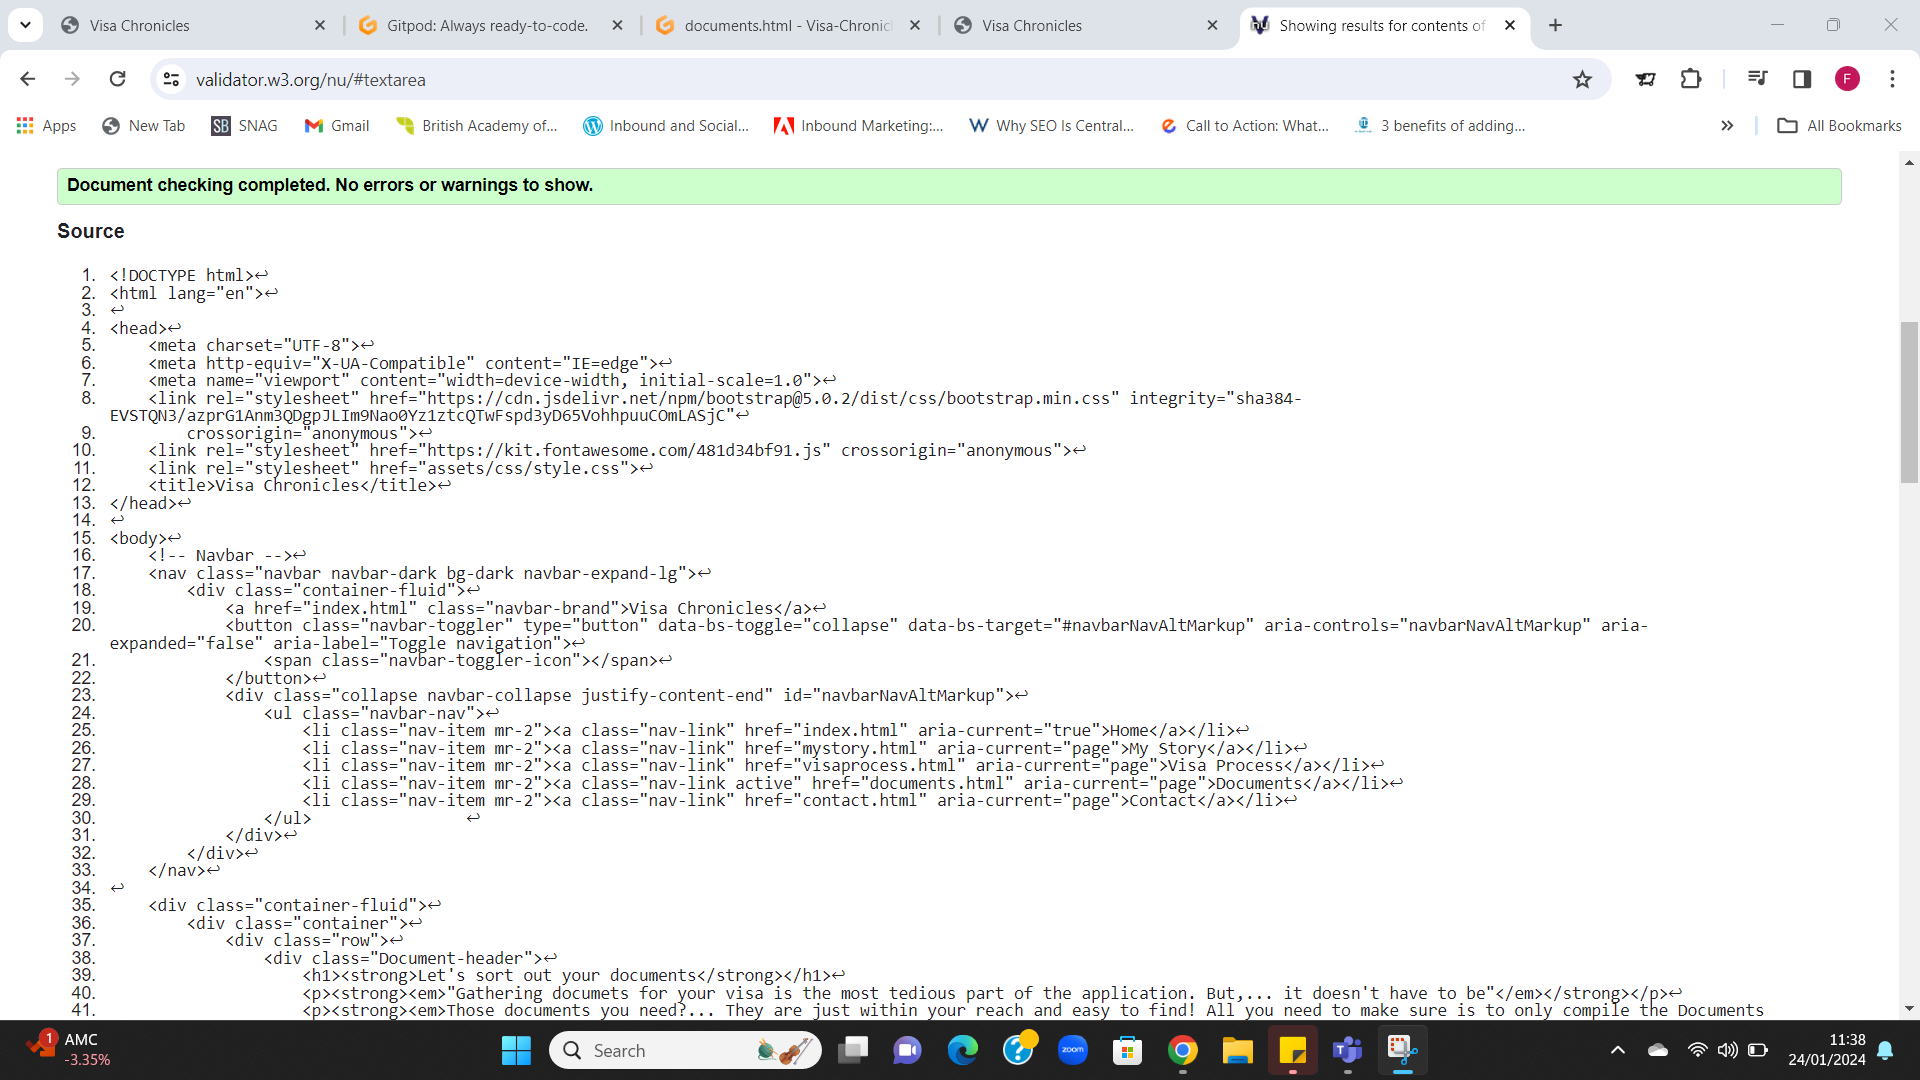 Visa Chronicles
Gitpod: Always ready-to-code.
documents.html - Visa-Chronic
Visa Chronicles
Showing results for contents of
validator.w3.org/nu/#textarea
F
Apps
New Tab
SB SNAG
Gmail
British Academy of...
Inbound and Social...
Inbound Marketing:...
Why SEO Is Central...
Call to Action: What...
3 benefits of adding...
All Bookmarks
Document checking completed. No errors or warnings to show.
Source
1. <!DOCTYPE html>↩
2. <html lang="en">↩
3. ↩
4. <head>↩
5.     <meta charset="UTF-8">↩
6.     <meta http-equiv="X-UA-Compatible" content="IE=edge">↩
7.     <meta name="viewport" content="width=device-width, initial-scale=1.0">↩
8.     <link rel="stylesheet" href="https://cdn.jsdelivr.net/npm/bootstrap@5.0.2/dist/css/bootstrap.min.css" integrity="sha384-
EVSTQN3/azprG1Anm3QDgpJLIm9Nao0Yz1ztcQTwFspd3yD65VohhpuuCOmLASjC"↩
9.         crossorigin="anonymous">↩
10.     <link rel="stylesheet" href="https://kit.fontawesome.com/481d34bf91.js" crossorigin="anonymous">↩
11.     <link rel="stylesheet" href="assets/css/style.css">↩
12.     <title>Visa Chronicles</title>↩
13. </head>↩
14. ↩
15. <body>↩
16.     <!-- Navbar -->↩
17.     <nav class="navbar navbar-dark bg-dark navbar-expand-lg">↩
18.         <div class="container-fluid">↩
19.             <a href="index.html" class="navbar-brand">Visa Chronicles</a>↩
20.             <button class="navbar-toggler" type="button" data-bs-toggle="collapse" data-bs-target="#navbarNavAltMarkup" aria-controls="navbarNavAltMarkup" aria-
expanded="false" aria-label="Toggle navigation">↩
21.                 <span class="navbar-toggler-icon"></span>↩
22.             </button>↩
23.             <div class="collapse navbar-collapse justify-content-end" id="navbarNavAltMarkup">↩
24.                 <ul class="navbar-nav">↩
25.                     <li class="nav-item mr-2"><a class="nav-link" href="index.html" aria-current="true">Home</a></li>↩
26.                     <li class="nav-item mr-2"><a class="nav-link" href="mystory.html" aria-current="page">My Story</a></li>↩
27.                     <li class="nav-item mr-2"><a class="nav-link" href="visaprocess.html" aria-current="page">Visa Process</a></li>↩
28.                     <li class="nav-item mr-2"><a class="nav-link active" href="documents.html" aria-current="page">Documents</a></li>↩
29.                     <li class="nav-item mr-2"><a class="nav-link" href="contact.html" aria-current="page">Contact</a></li>↩
30.                 </ul>                ↩
31.             </div>↩
32.         </div>↩
33.     </nav>↩
34. ↩
35.     <div class="container-fluid">↩
36.         <div class="container">↩
37.             <div class="row">↩
38.                 <div class="Document-header">↩
39.                     <h1><strong>Let's sort out your documents</strong></h1>↩
40.                     <p><strong><em>"Gathering documets for your visa is the most tedious part of the application. But,... it doesn't have to be"</em></strong></p>↩
41.                     <p><strong><em>Those documents you need?... They are just within your reach and easy to find! All you need to make sure is to only compile the Documents
1
AMC
-3.35%
Search
zoom
11:38
24/01/2024